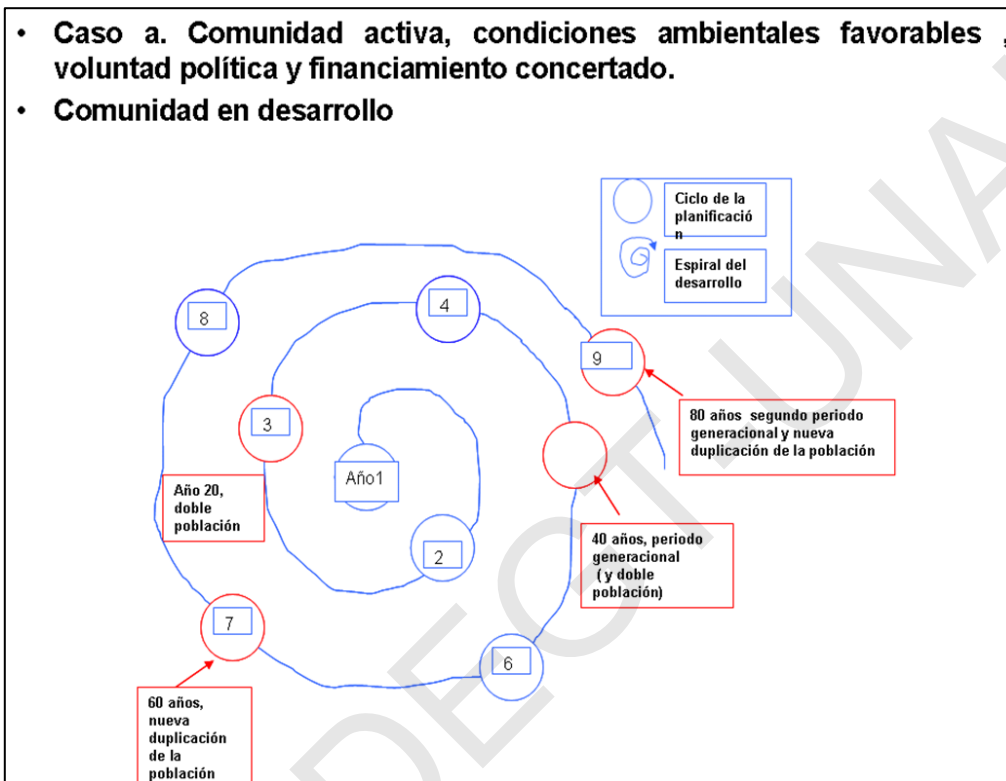 • Caso a. Comunidad activa, condiciones ambientales favorables ,
voluntad política y financiamiento concertado.
• Comunidad en desarrollo
Ciclo de la
planificació
n
Espiral del
desarrollo
8
4
9
3
Año1
2
7
6
80 años segundo periodo
generacional y nueva
duplicación de la población
Año 20,
doble
población
40 años, periodo
generacional
( y doble
población)
60 años,
nueva
duplicación
de la
población
DECT-UNA